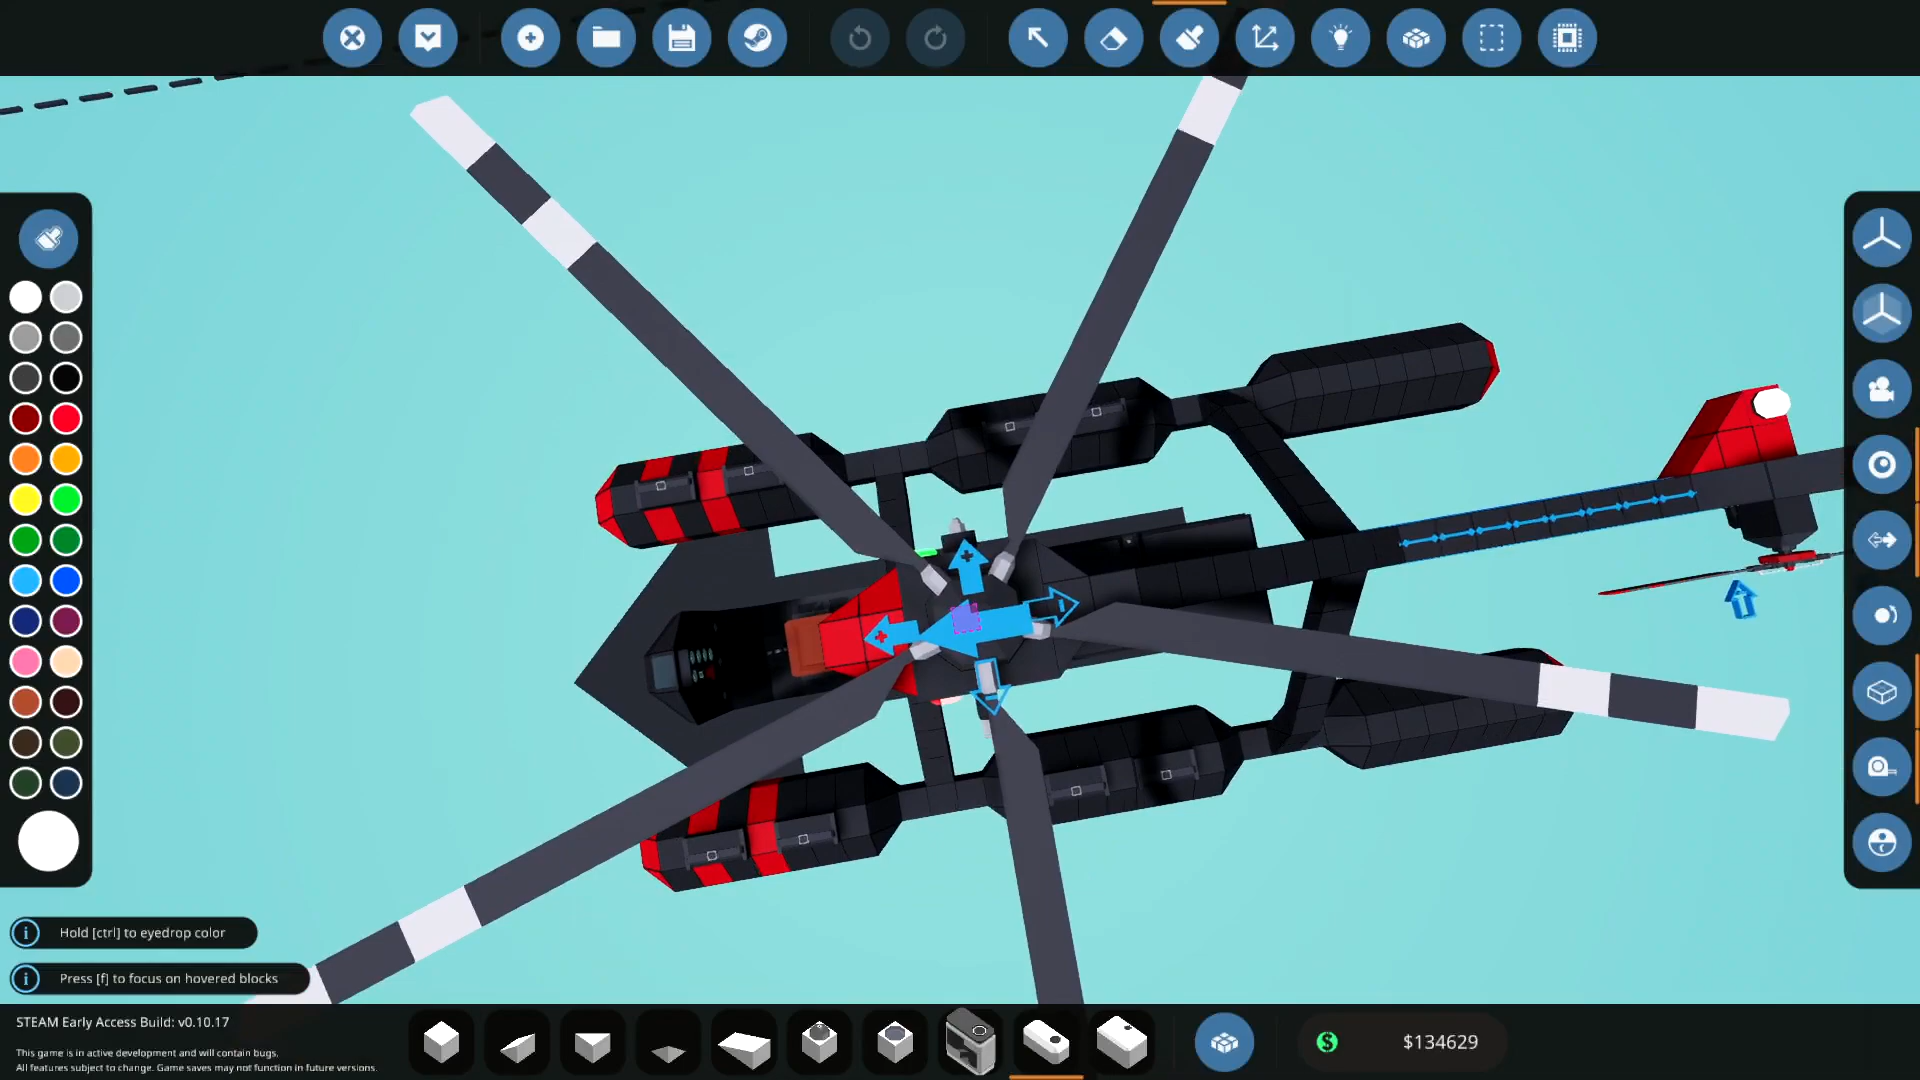 Hold [ctrl] to eyedrop color
Press [f] to focus on hovered blocks
STEAM Early Access Build: v0.10.17
This game is in active development and will contain bugs.
All features subject to change. Game saves may not function in future versions.
$134629